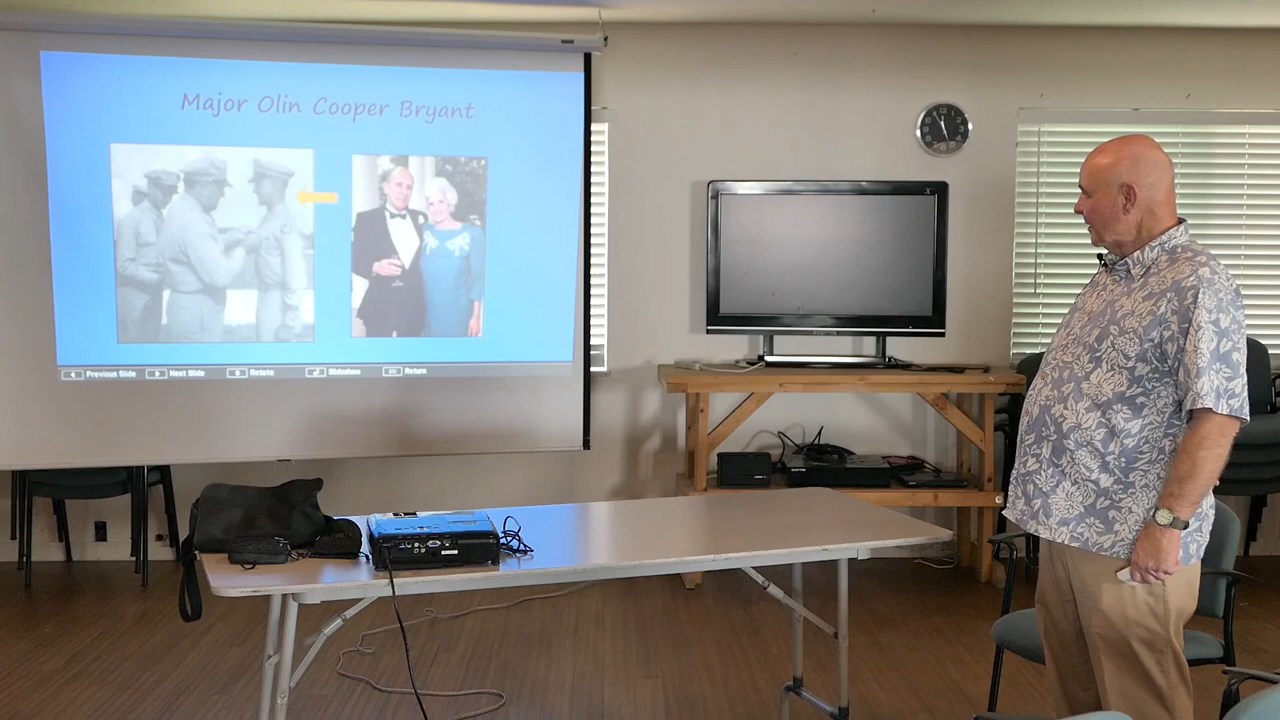 Major Olin Cooper Bryant
Previous Slide Next Slide Rotate Slideshow Return